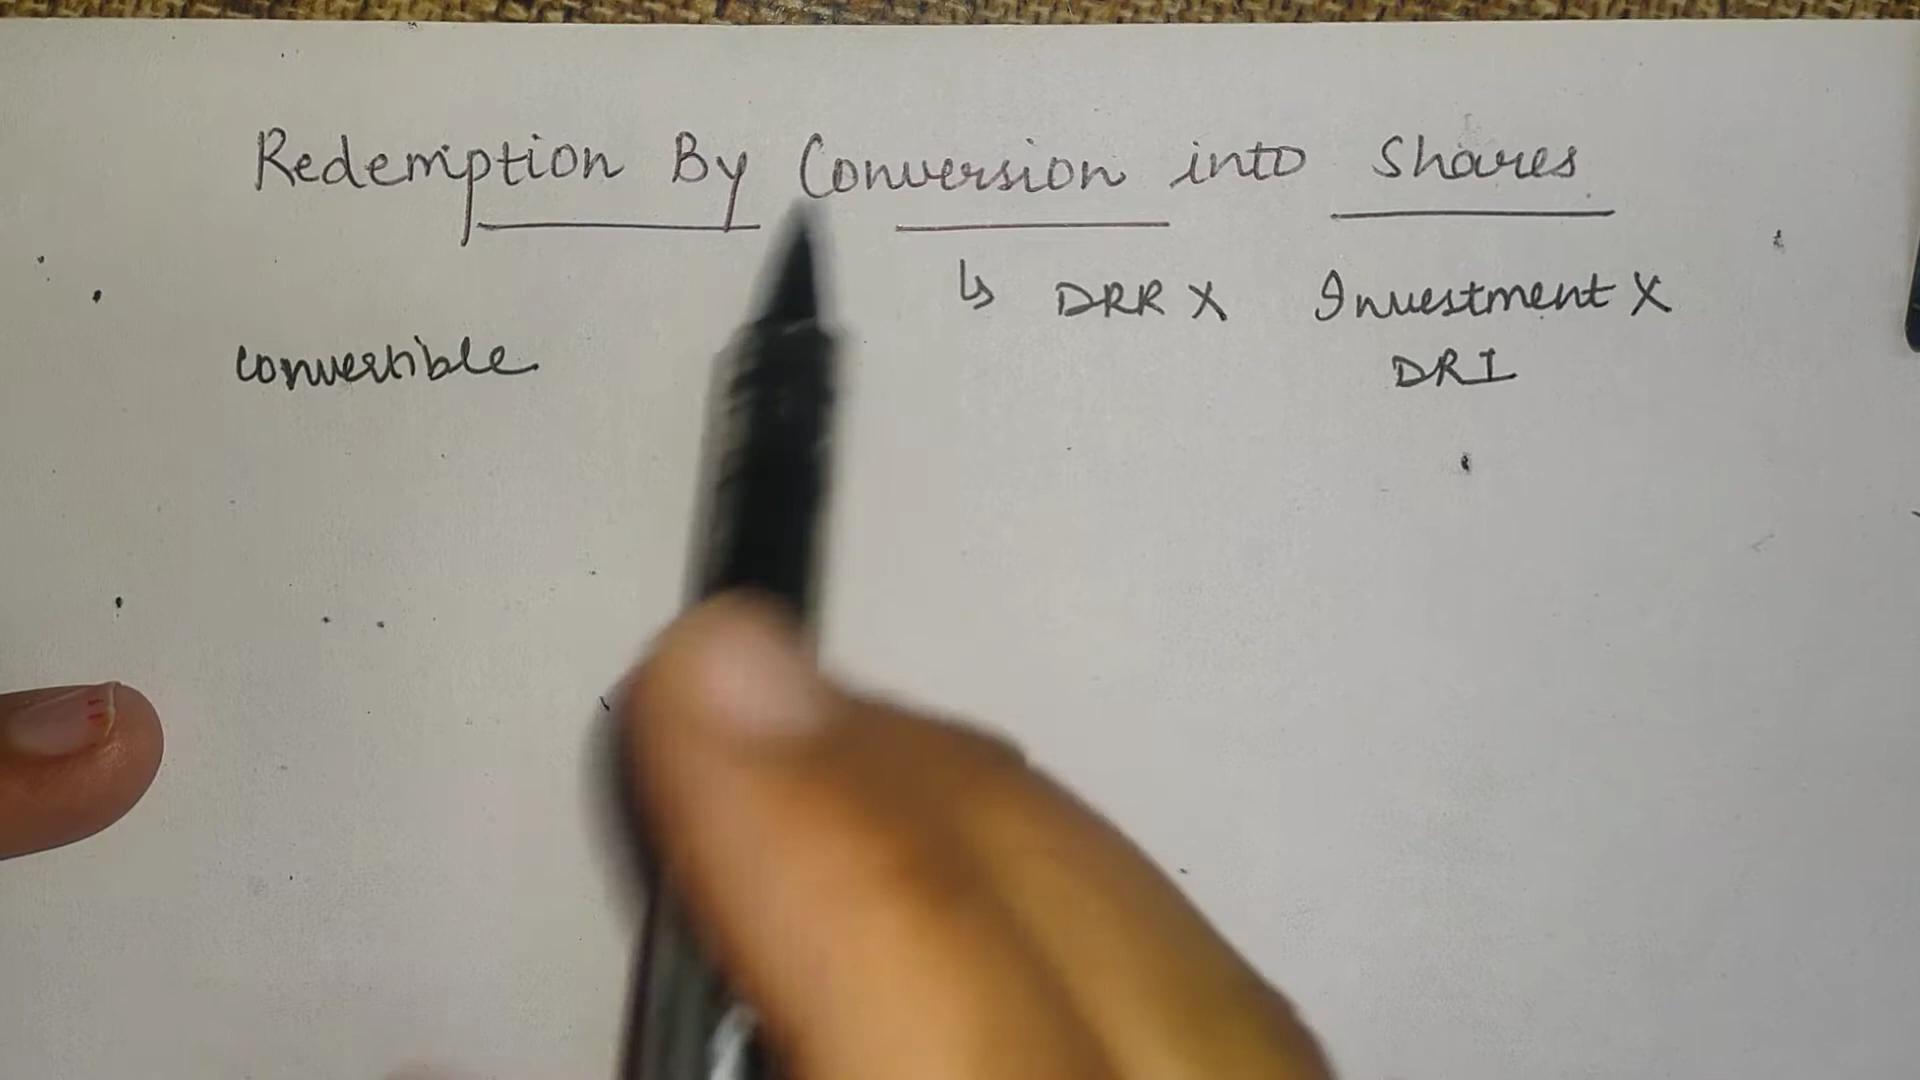 Redemption By Conversion into Shares
↳ DRR X Investment X
convertible
DRI